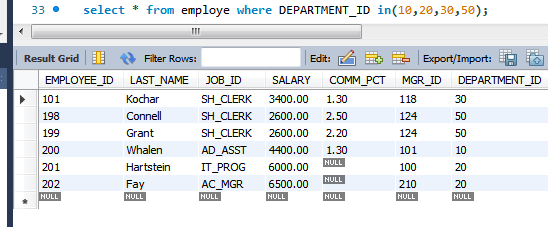 33 select * from employe where DEPARTMENT_ID in(10,20,30,50);
Result Grid Filter Rows: Edit: Export/Import:
EMPLOYEE_ID LAST_NAME JOB_ID SALARY COMM_PCT MGR_ID DEPARTMENT_ID
101 Kochar SH_CLERK 3400.00 1.30 118 30
198 Connell SH_CLERK 2600.00 2.50 124 50
199 Grant SH_CLERK 2600.00 2.20 124 50
200 Whalen AD_ASST 4400.00 1.30 101 10
201 Hartstein IT_PROG 6000.00 NULL 100 20
202 Fay AC_MGR 6500.00 NULL 210 20
NULL NULL NULL NULL NULL NULL NULL